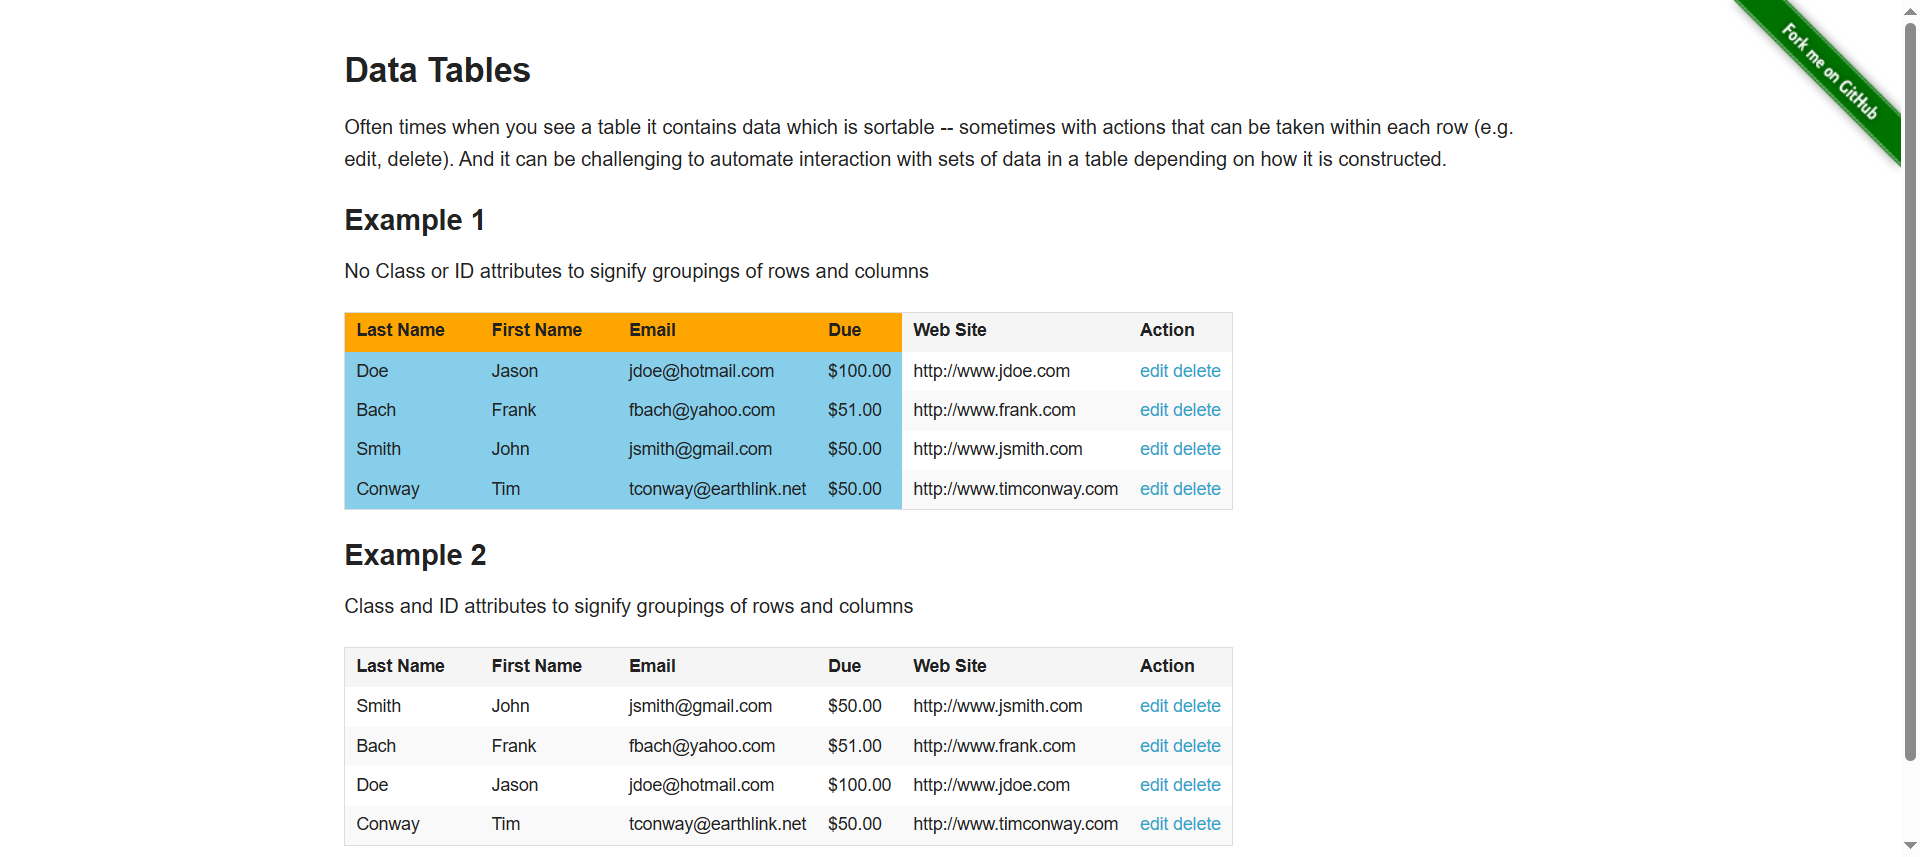 Fork me on GitHub
Data Tables
Often times when you see a table it contains data which is sortable -- sometimes with actions that can be taken within each row (e.g.
edit, delete). And it can be challenging to automate interaction with sets of data in a table depending on how it is constructed.
Example 1
No Class or ID attributes to signify groupings of rows and columns
Last Name First Name Email Due Web Site Action
Doe Jason jdoe@hotmail.com $100.00 http://www.jdoe.com edit delete
Bach Frank fbach@yahoo.com $51.00 http://www.frank.com edit delete
Smith John jsmith@gmail.com $50.00 http://www.jsmith.com edit delete
Conway Tim tconway@earthlink.net $50.00 http://www.timconway.com edit delete
Example 2
Class and ID attributes to signify groupings of rows and columns
Last Name First Name Email Due Web Site Action
Smith John jsmith@gmail.com $50.00 http://www.jsmith.com edit delete
Bach Frank fbach@yahoo.com $51.00 http://www.frank.com edit delete
Doe Jason jdoe@hotmail.com $100.00 http://www.jdoe.com edit delete
Conway Tim tconway@earthlink.net $50.00 http://www.timconway.com edit delete